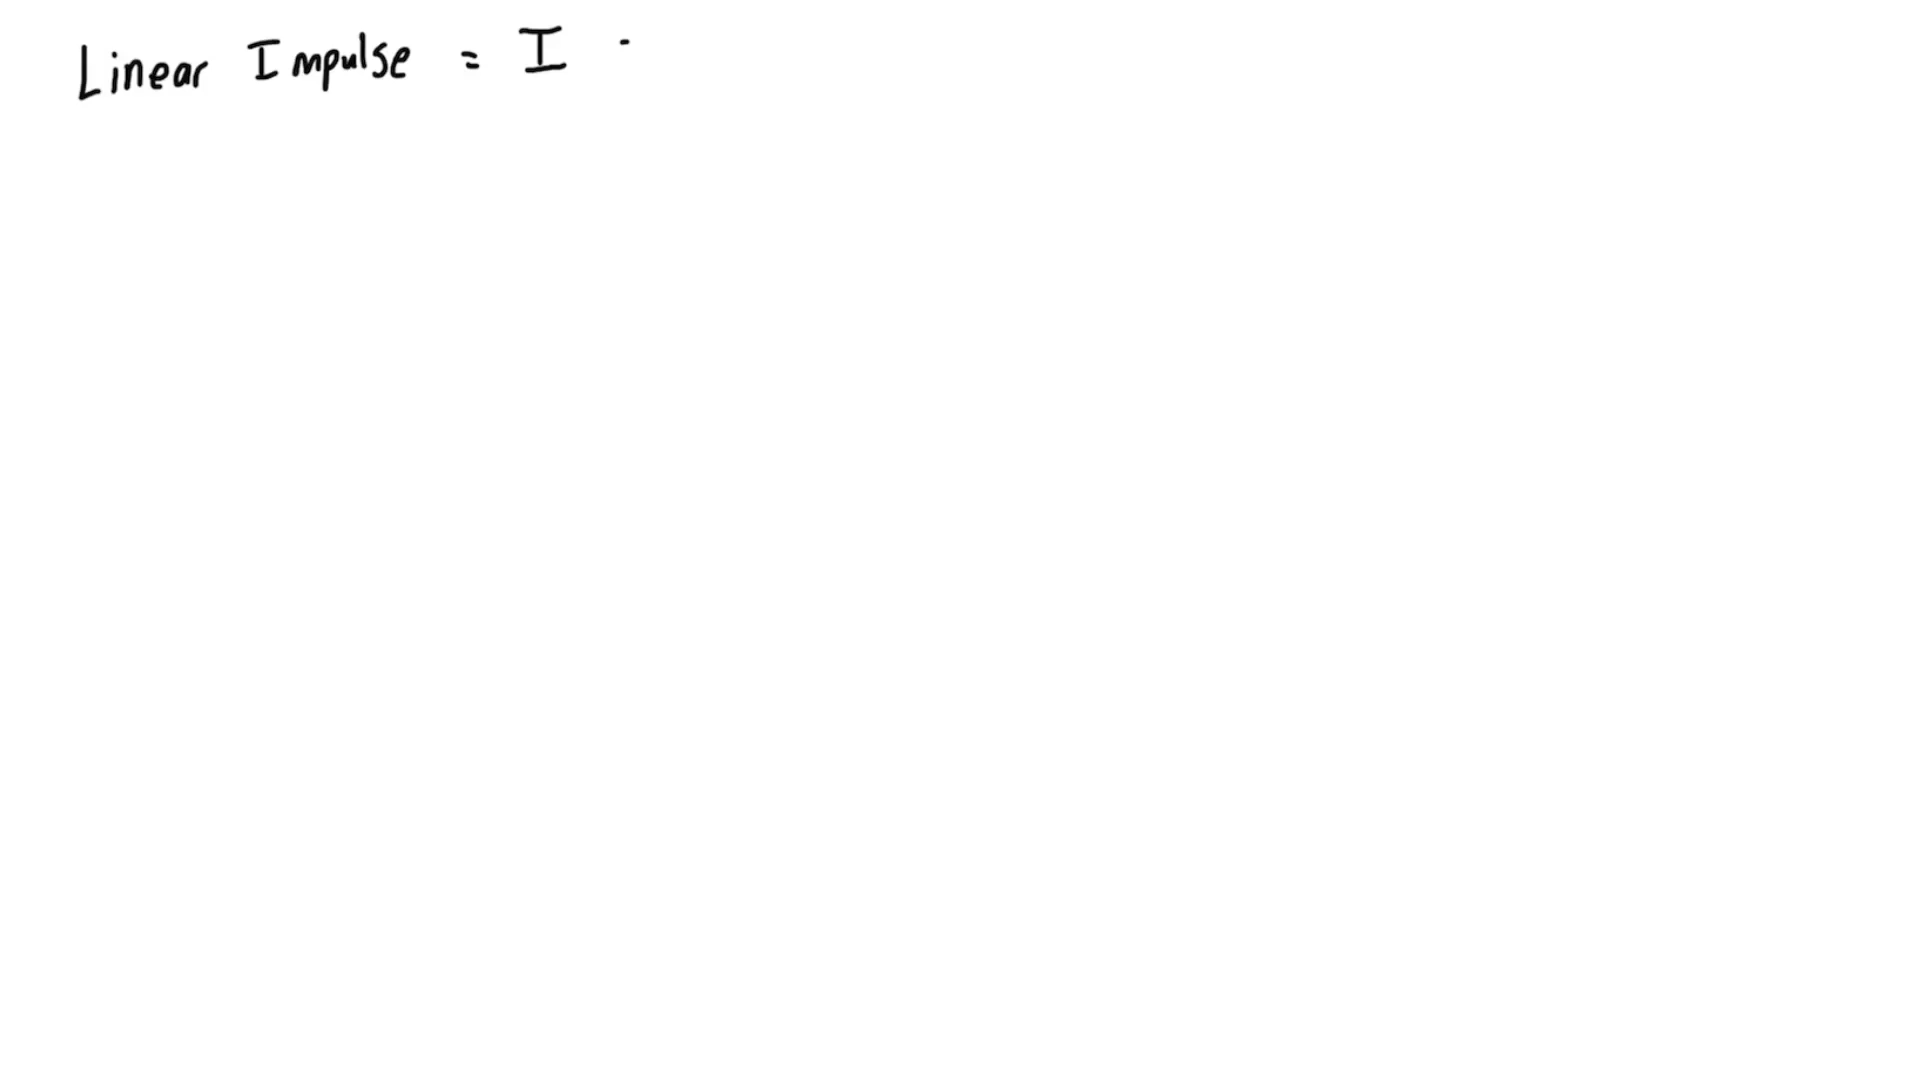 Linear Impulse = I -